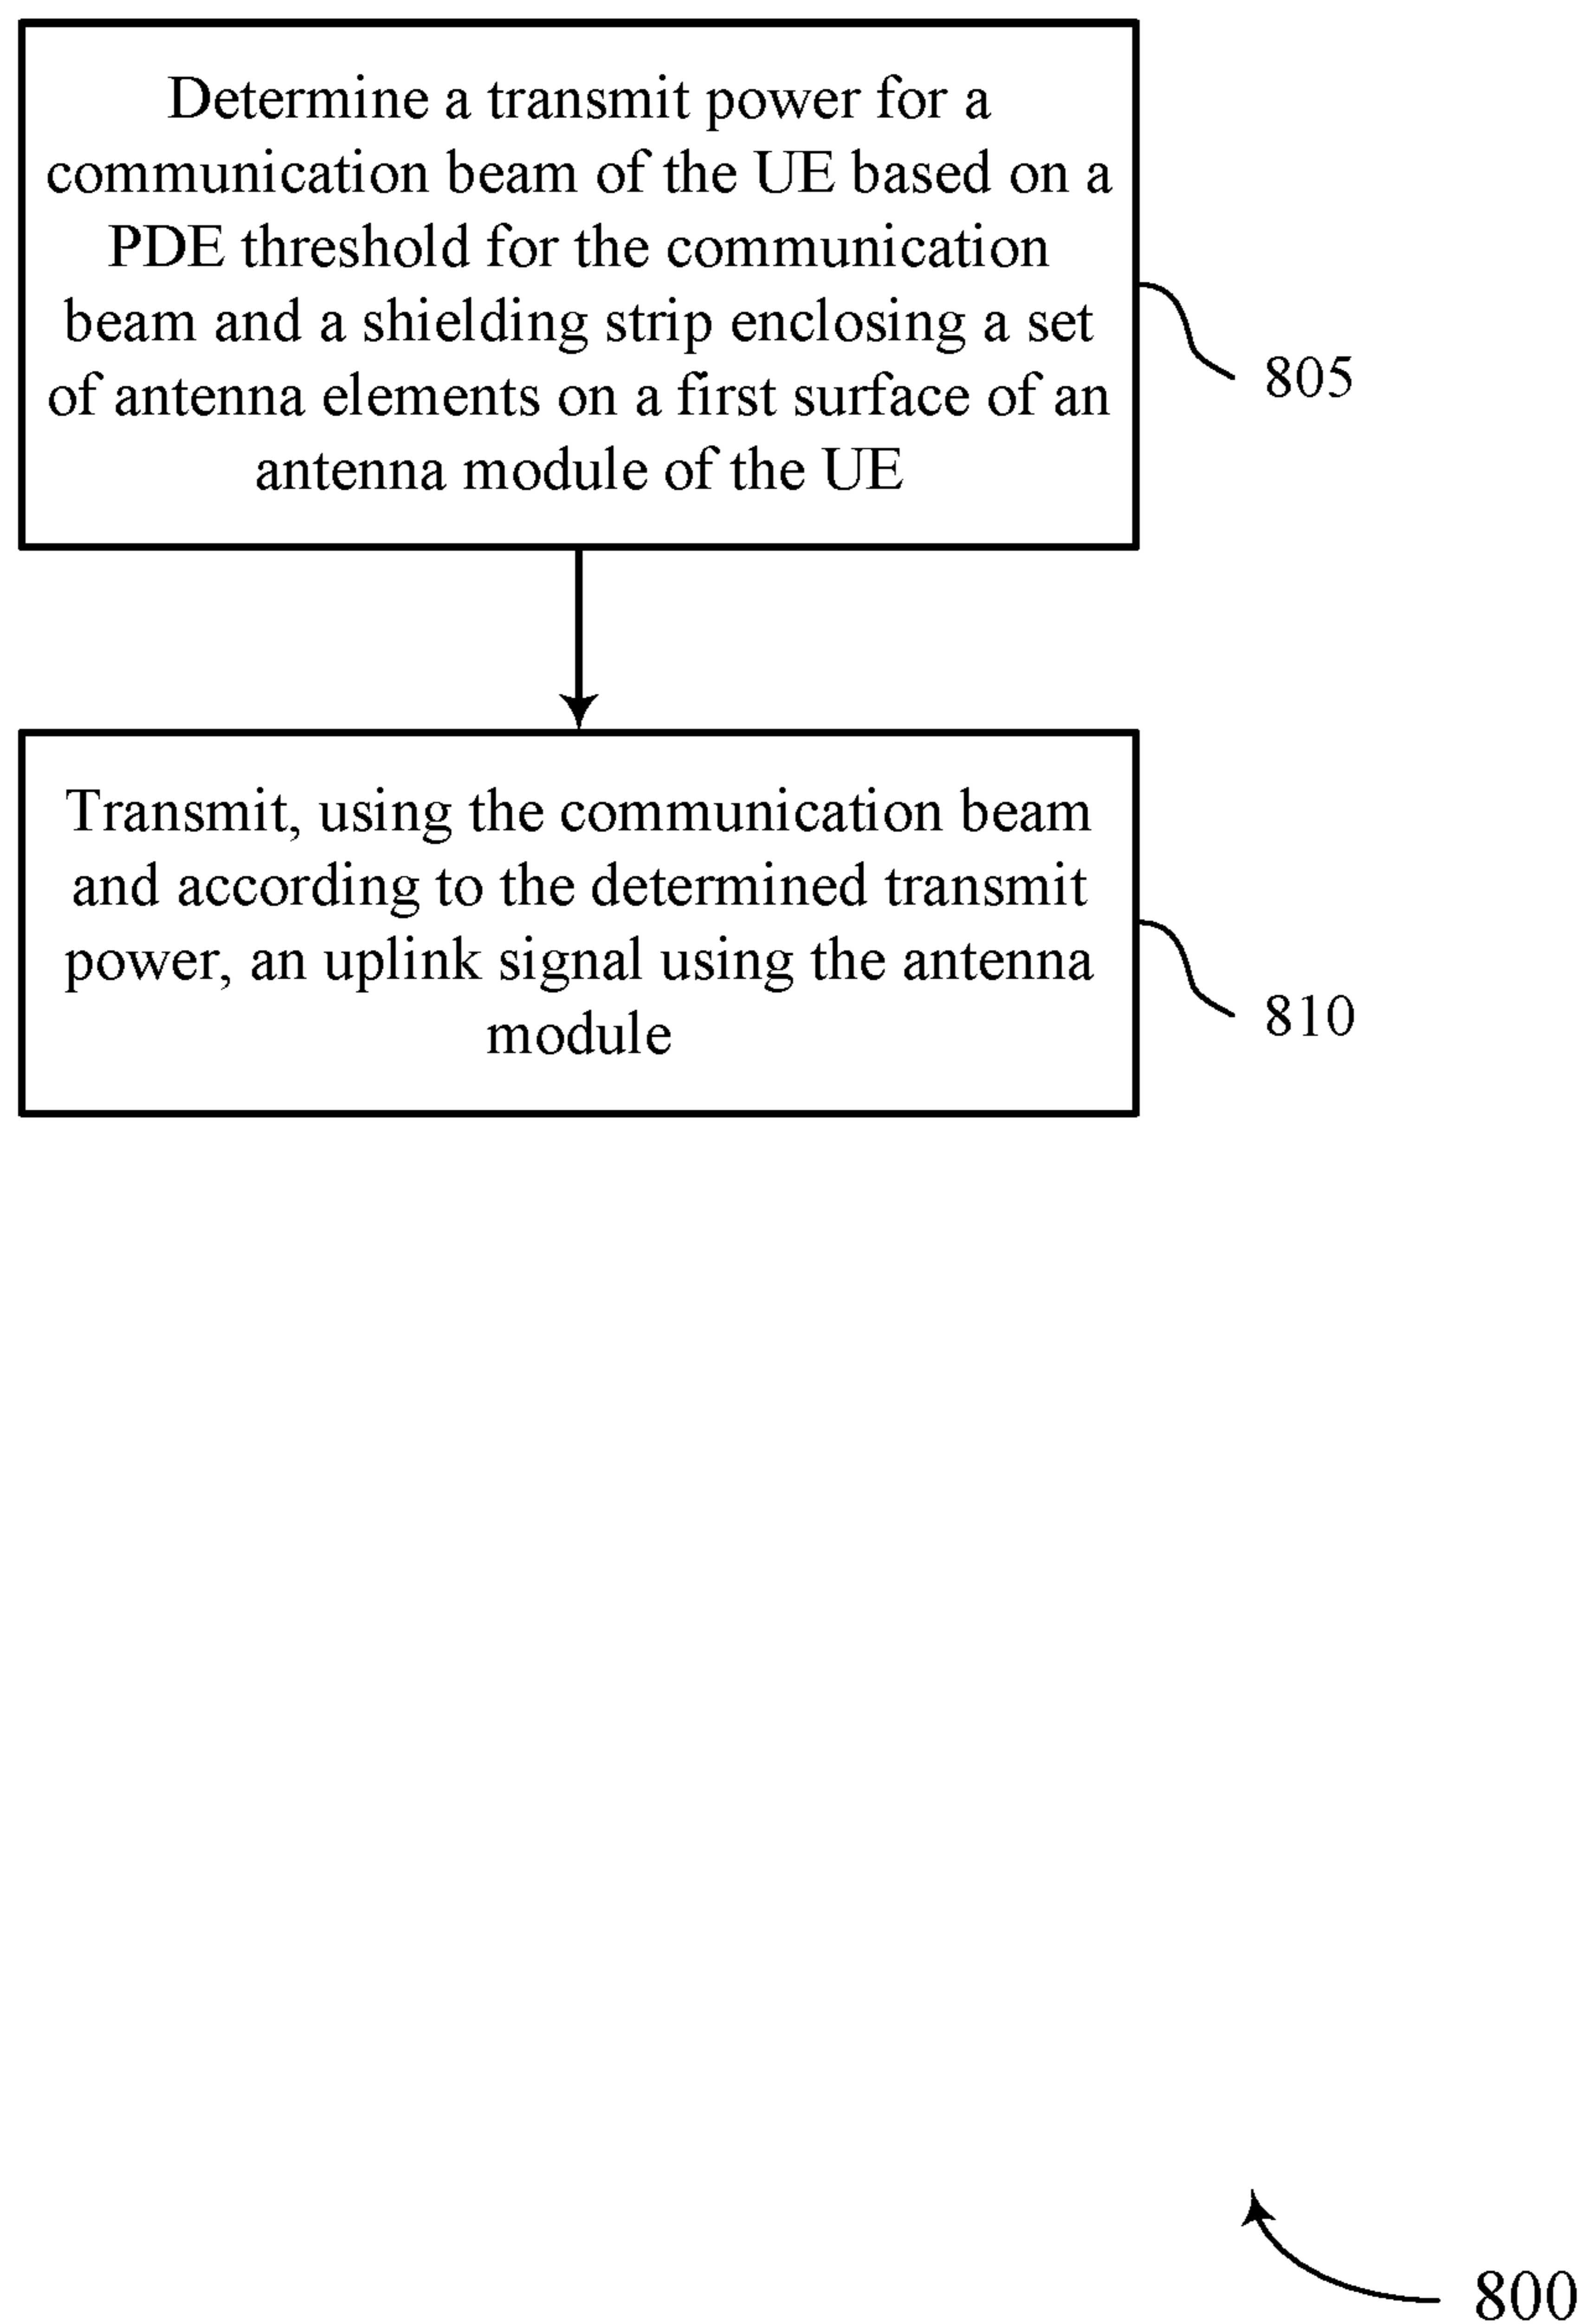 Determine a transmit power for a
communication beam of the UE based on a
PDE threshold for the communication
beam and a shielding strip enclosing a set
of antenna elements on a first surface of an
antenna module of the UE
805
Transmit, using the communication beam
and according to the determined transmit
power, an uplink signal using the antenna
module
810
800